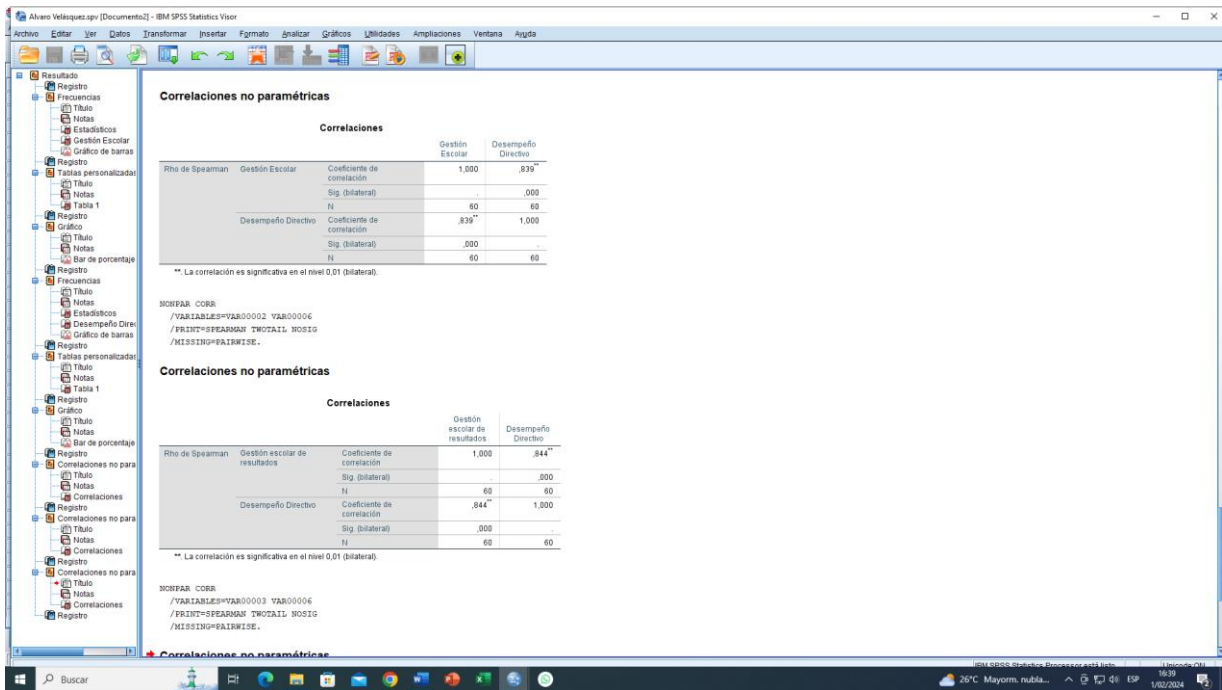 Alvaro Velásquez.spv [Documento2] - IBM SPSS Statistics Visor
Archivo Editar Ver Datos Transformar Insertar Formato Analizar Gráficos Utilidades Ampliaciones Ventana Ayuda
Resultado
Registro
Frecuencias
Título
Notas
Estadísticos
Gestión Escolar
Gráfico de barras
Registro
Tablas personalizadas
Título
Notas
Tabla 1
Registro
Gráfico
Título
Notas
Bar de porcentaje
Registro
Frecuencias
Título
Notas
Estadísticos
Desempeño Direc
Gráfico de barras
Registro
Tablas personalizadas
Título
Notas
Tabla 1
Registro
Gráfico
Título
Notas
Bar de porcentaje
Registro
Correlaciones no para
Título
Notas
Correlaciones
Registro
Correlaciones no para
Título
Notas
Correlaciones
Registro
Correlaciones no para
Título
Notas
Correlaciones
Registro
Correlaciones no paramétricas
Correlaciones
Gestión Escolar Desempeño Directivo
Rho de Spearman Gestión Escolar Coeficiente de correlación 1,000 ,839**
Sig. (bilateral) . ,000
N 60 60
Desempeño Directivo Coeficiente de correlación ,839** 1,000
Sig. (bilateral) ,000 .
N 60 60
**. La correlación es significativa en el nivel 0,01 (bilateral).
NONPAR CORR
/VARIABLES=VAR00002 VAR00006
/PRINT=SPEARMAN TWOTAIL NOSIG
/MISSING=PAIRWISE.
Correlaciones no paramétricas
Correlaciones
Gestión escolar de resultados Desempeño Directivo
Rho de Spearman Gestión escolar de resultados Coeficiente de correlación 1,000 ,844**
Sig. (bilateral) . ,000
N 60 60
Desempeño Directivo Coeficiente de correlación ,844** 1,000
Sig. (bilateral) ,000 .
N 60 60
**. La correlación es significativa en el nivel 0,01 (bilateral).
NONPAR CORR
/VARIABLES=VAR00003 VAR00006
/PRINT=SPEARMAN TWOTAIL NOSIG
/MISSING=PAIRWISE.
Correlaciones no paramétricas
IBM SPSS Statistics Processor está listo Unicode:ON
Buscar
26°C Mayorm. nubla... ESP 16:39
1/02/2024